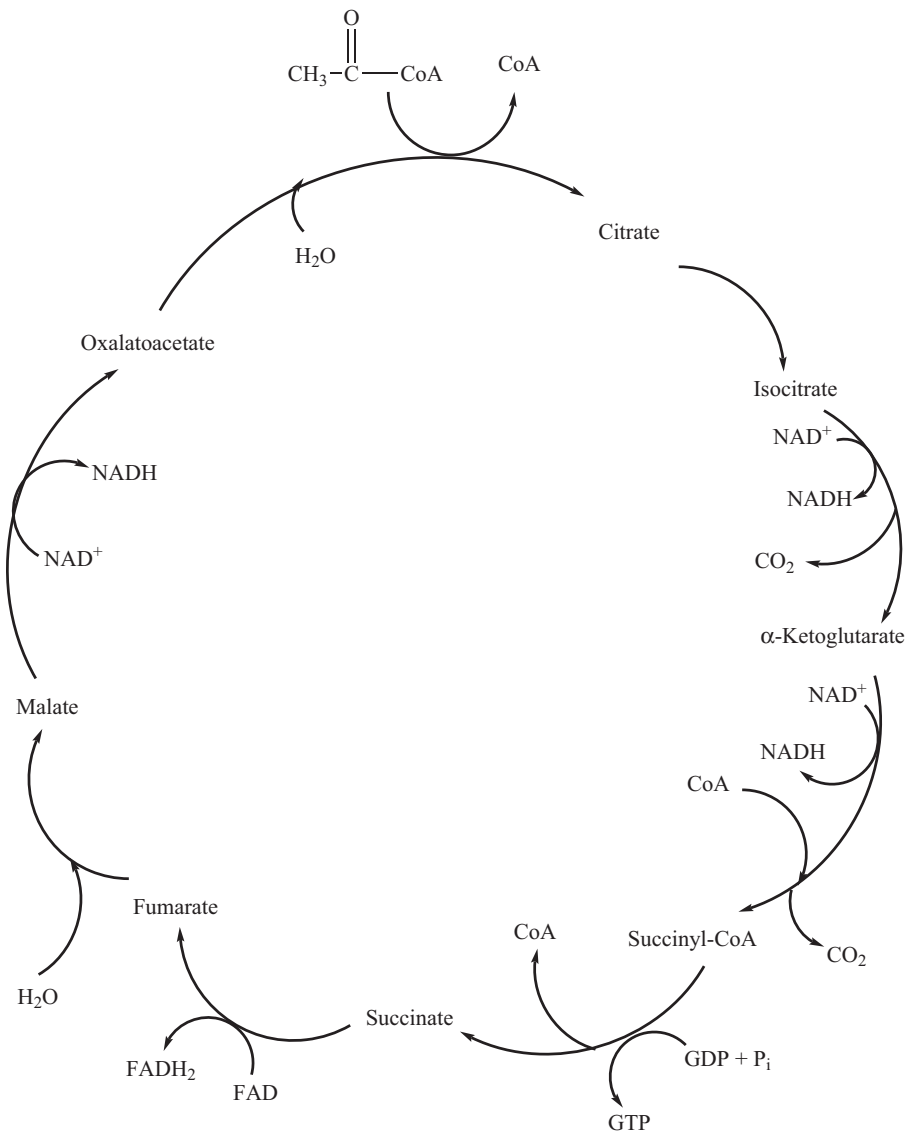 O
CH₃–C–CoA
CoA
H₂O
Citrate
Oxalatoacetate
Isocitrate
NAD⁺
NADH
NADH
NAD⁺
CO₂
α-Ketoglutarate
NAD⁺
Malate
NADH
CoA
Fumarate
CoA
Succinyl-CoA
CO₂
H₂O
Succinate
GDP + Pᵢ
FADH₂
FAD
GTP